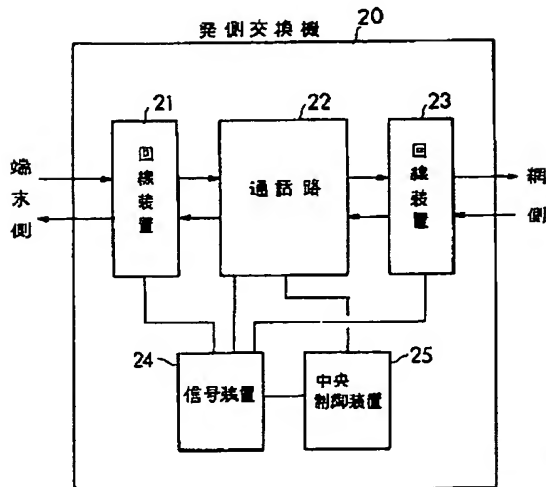 発側交換機
20
21
22
23
端末側
回線装置
通話路
回線装置
網側
24
25
信号装置
中央
制御装置